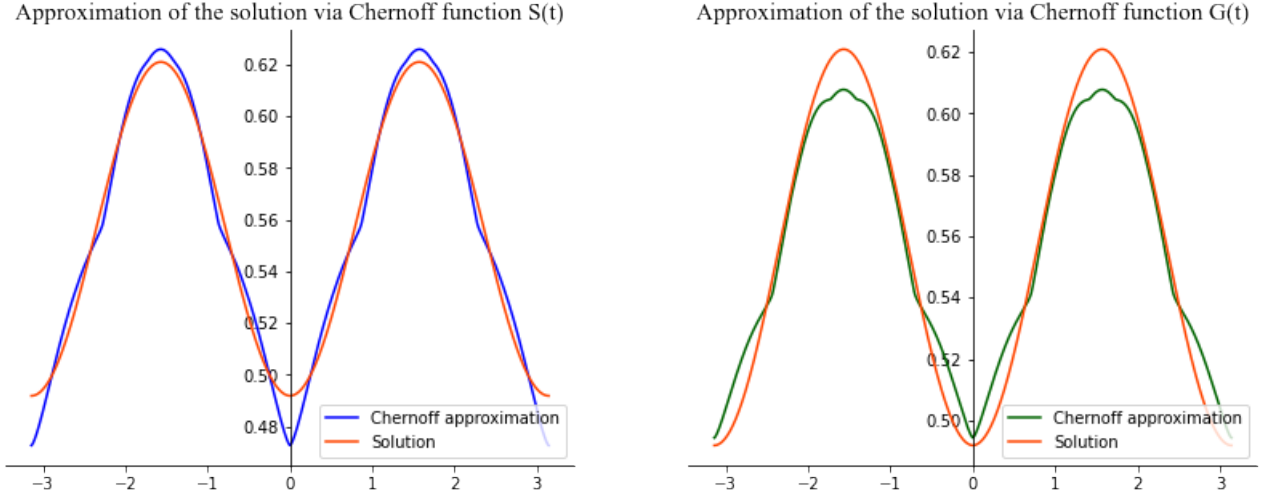 Approximation of the solution via Chernoff function S(t)
0.62
0.60
0.58
0.56
0.54
0.52
0.50
0.48
Chernoff approximation
Solution
−3 −2 −1 0 1 2 3
Approximation of the solution via Chernoff function G(t)
0.62
0.60
0.58
0.56
0.54
0.52
0.50
Chernoff approximation
Solution
−3 −2 −1 0 1 2 3